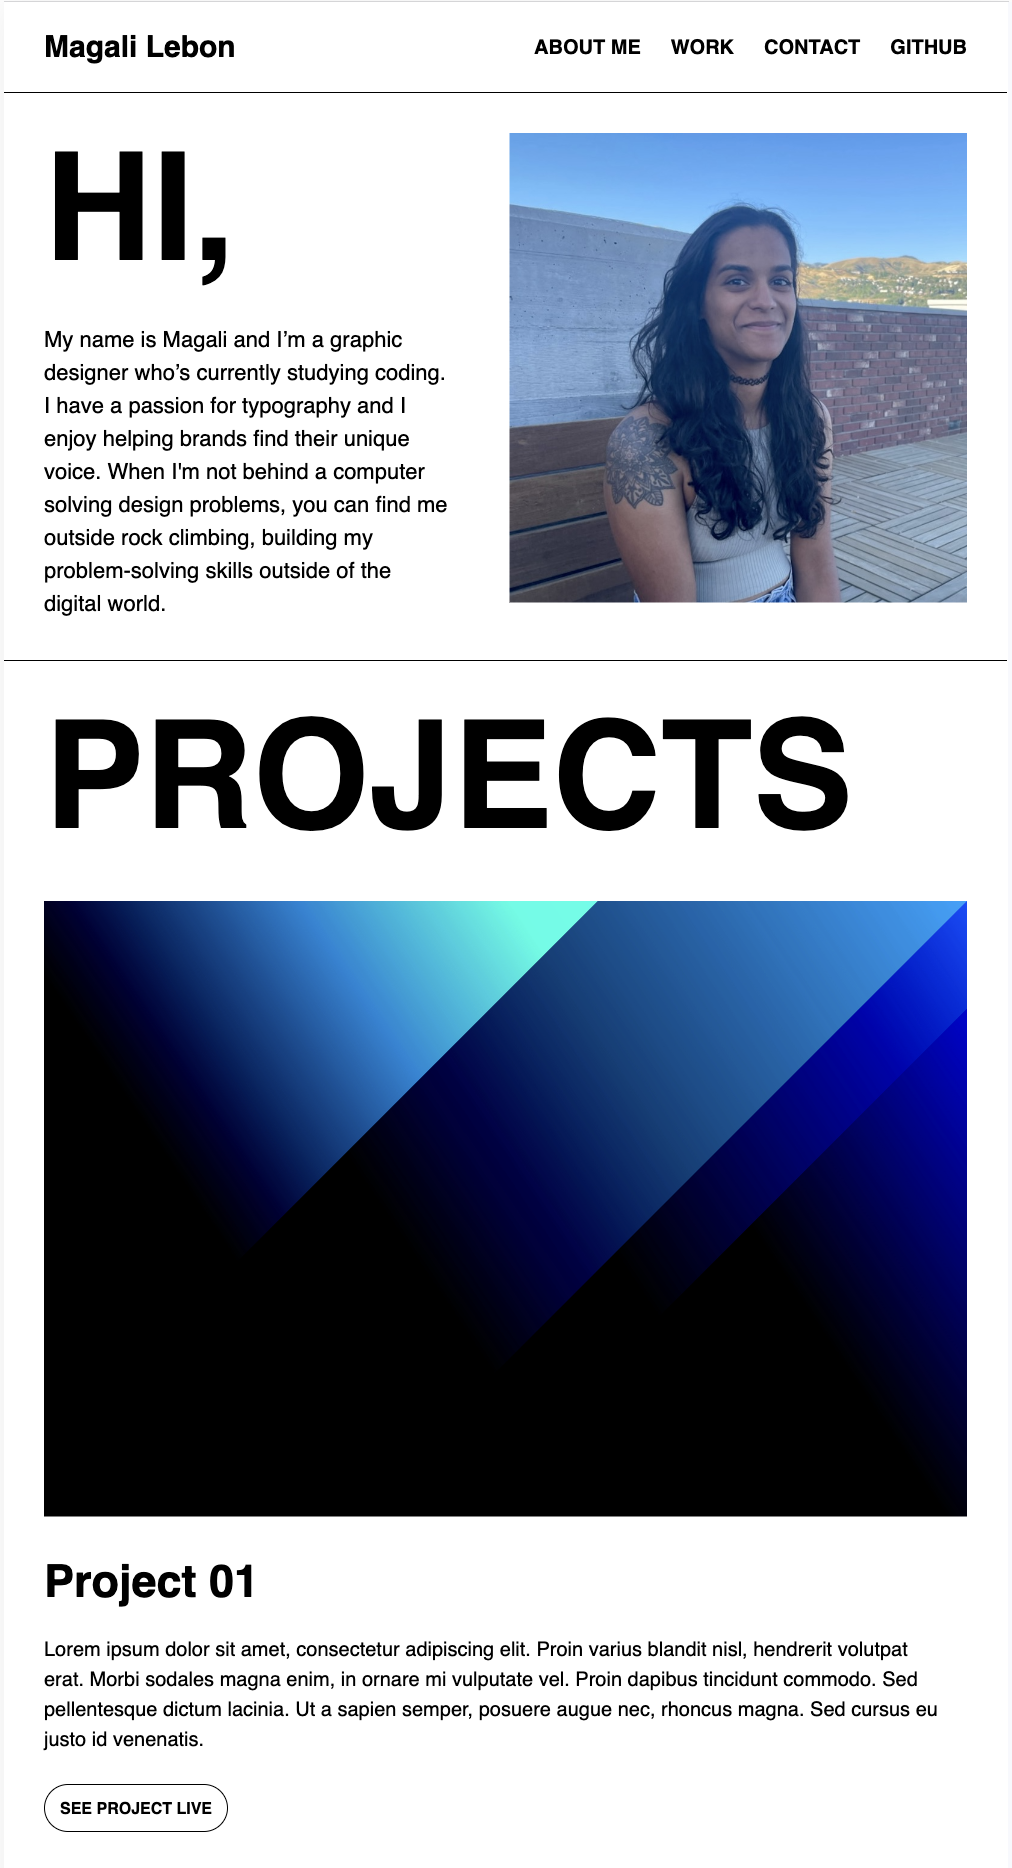 Magali Lebon
ABOUT ME WORK CONTACT GITHUB
HI,
My name is Magali and I’m a graphic
designer who’s currently studying coding.
I have a passion for typography and I
enjoy helping brands find their unique
voice. When I'm not behind a computer
solving design problems, you can find me
outside rock climbing, building my
problem-solving skills outside of the
digital world.
PROJECTS
Project 01
Lorem ipsum dolor sit amet, consectetur adipiscing elit. Proin varius blandit nisl, hendrerit volutpat
erat. Morbi sodales magna enim, in ornare mi vulputate vel. Proin dapibus tincidunt commodo. Sed
pellentesque dictum lacinia. Ut a sapien semper, posuere augue nec, rhoncus magna. Sed cursus eu
justo id venenatis.
SEE PROJECT LIVE